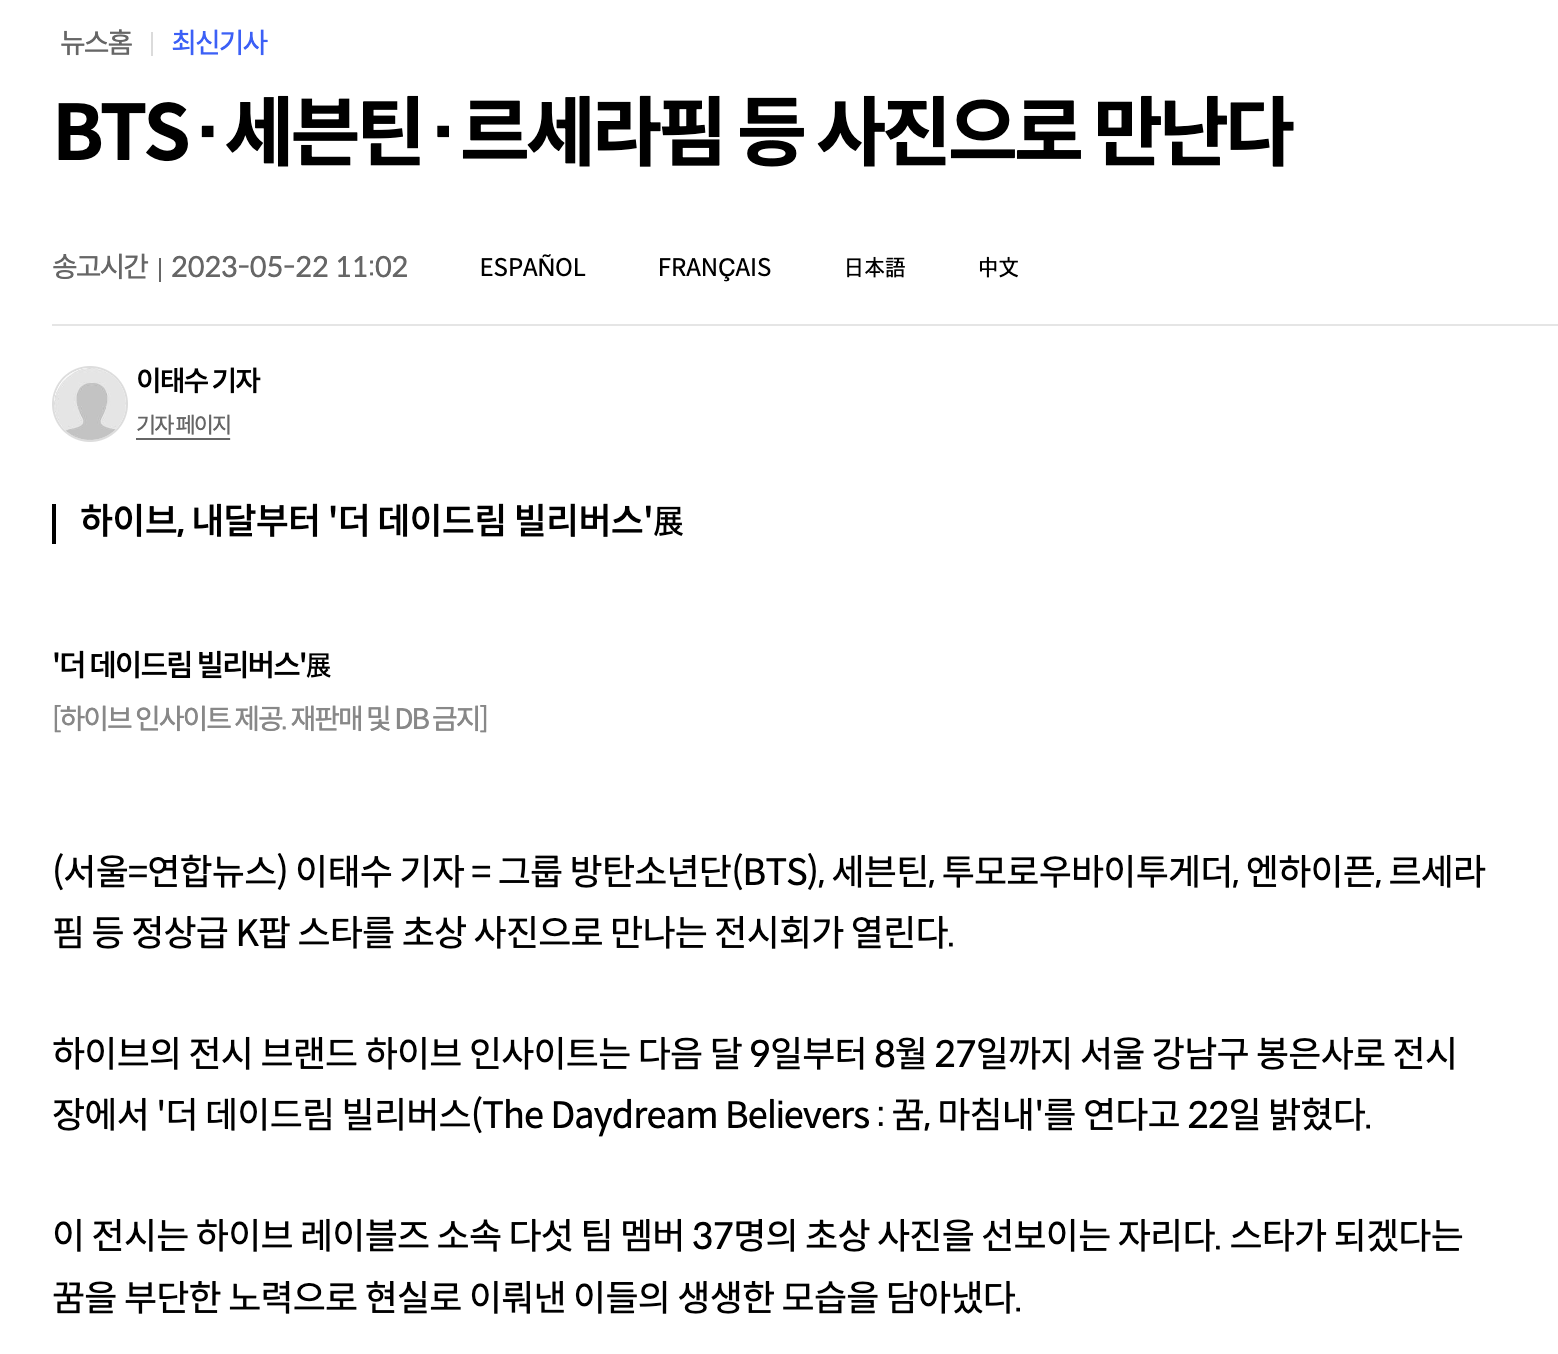 뉴스홈 | 최신기사
BTS·세븐틴·르세라핌 등 사진으로 만난다
송고시간 | 2023-05-22 11:02 ESPAÑOL FRANÇAIS 日本語 中文
이태수 기자
기자 페이지
하이브, 내달부터 '더 데이드림 빌리버스'展
'더 데이드림 빌리버스'展
[하이브 인사이트 제공. 재판매 및 DB 금지]
(서울=연합뉴스) 이태수 기자 = 그룹 방탄소년단(BTS), 세븐틴, 투모로우바이투게더, 엔하이픈, 르세라
핌 등 정상급 K팝 스타를 초상 사진으로 만나는 전시회가 열린다.
하이브의 전시 브랜드 하이브 인사이트는 다음 달 9일부터 8월 27일까지 서울 강남구 봉은사로 전시
장에서 '더 데이드림 빌리버스(The Daydream Believers : 꿈, 마침내'를 연다고 22일 밝혔다.
이 전시는 하이브 레이블즈 소속 다섯 팀 멤버 37명의 초상 사진을 선보이는 자리다. 스타가 되겠다는
꿈을 부단한 노력으로 현실로 이뤄낸 이들의 생생한 모습을 담아냈다.